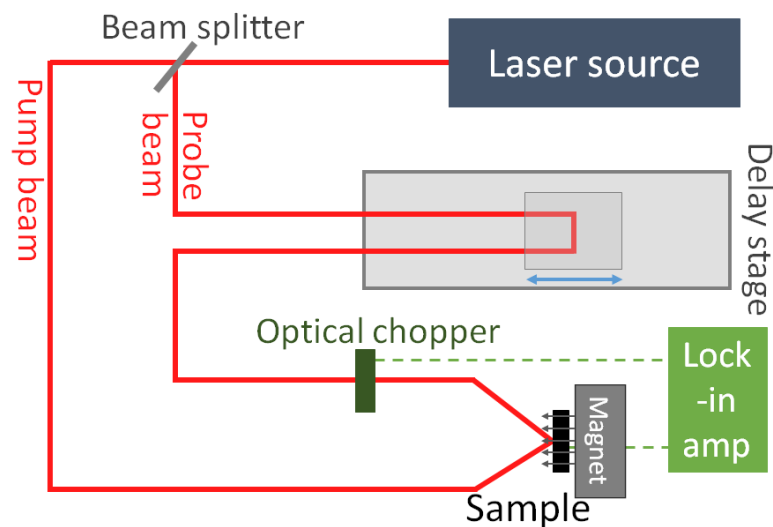 Beam splitter
Laser source
Pump beam
Probe
beam
Delay stage
Optical chopper
Lock
-in
amp
Magnet
Sample